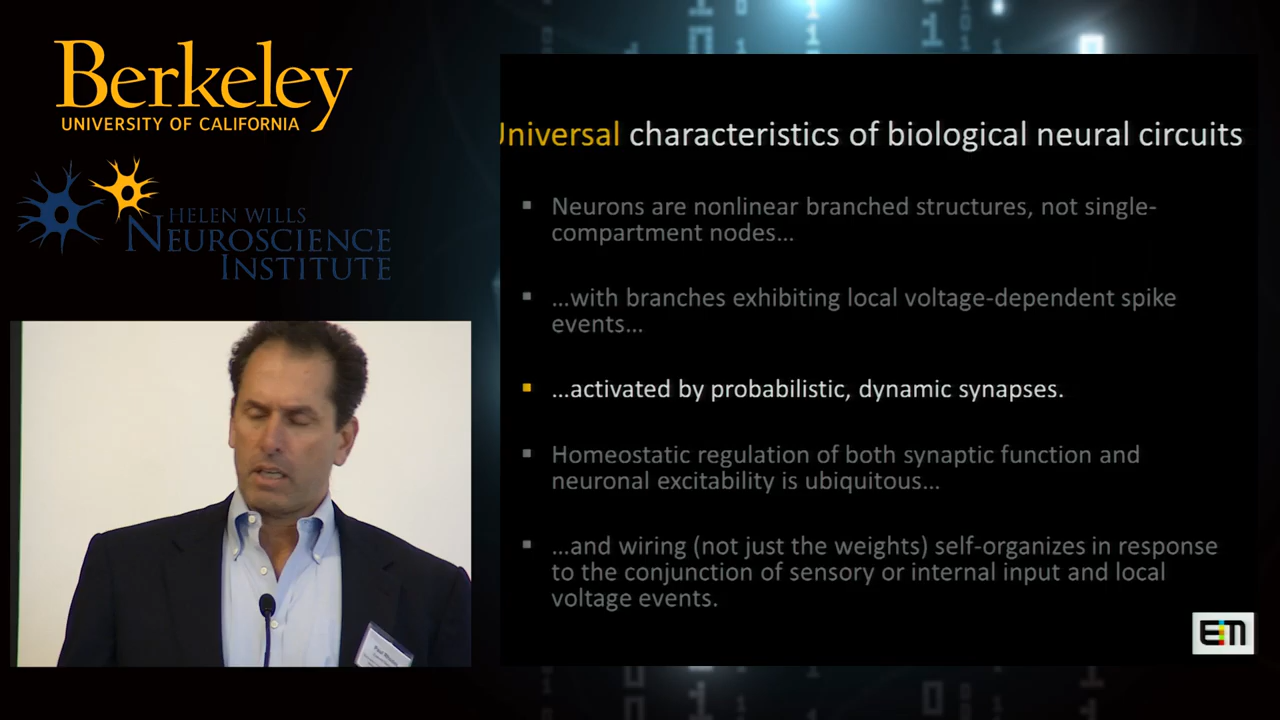 Berkeley
UNIVERSITY OF CALIFORNIA
HELEN WILLS
NEUROSCIENCE
INSTITUTE
Universal characteristics of biological neural circuits
▪ Neurons are nonlinear branched structures, not single-
compartment nodes…
▪ …with branches exhibiting local voltage-dependent spike
events…
▪ …activated by probabilistic, dynamic synapses.
▪ Homeostatic regulation of both synaptic function and
neuronal excitability is ubiquitous…
▪ …and wiring (not just the weights) self-organizes in response
to the conjunction of sensory or internal input and local
voltage events.
EM